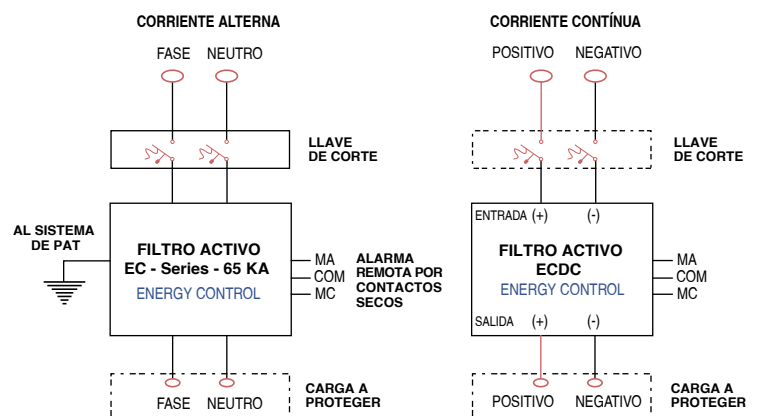 CORRIENTE ALTERNA
FASE NEUTRO
LLAVE
DE CORTE
AL SISTEMA
DE PAT
FILTRO ACTIVO
EC - Series - 65 KA
ENERGY CONTROL
MA
COM
MC
ALARMA
REMOTA POR
CONTACTOS
SECOS
FASE NEUTRO
CARGA A
PROTEGER
CORRIENTE CONTÍNUA
POSITIVO NEGATIVO
LLAVE
DE CORTE
ENTRADA (+) (-)
FILTRO ACTIVO
ECDC
ENERGY CONTROL
MA
COM
MC
SALIDA (+) (-)
POSITIVO NEGATIVO
CARGA A
PROTEGER